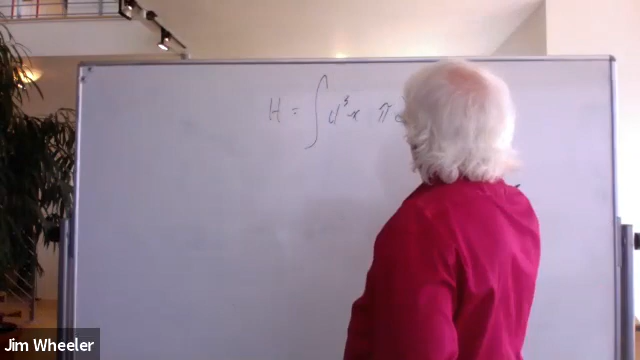 H = ∫ d³x π
Jim Wheeler